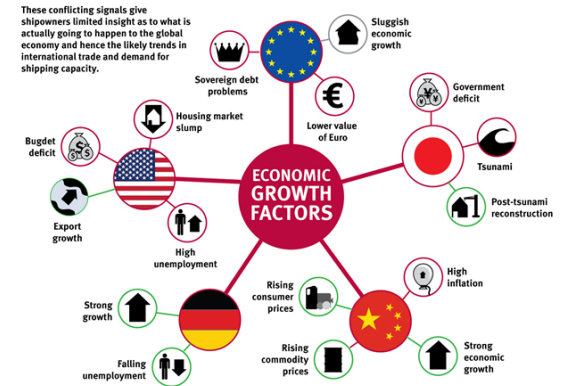 These conflicting signals give
shipowners limited insight as to what is
actually going to happen to the global
economy and hence the likely trends in
international trade and demand for
shipping capacity.
Sluggish
economic
growth
Sovereign debt
problems
€
Lower value
of Euro
Housing market
slump
Bugdet
deficit
$
$
Export
growth
High
unemployment
ECONOMIC
GROWTH
FACTORS
Government
deficit
¥
¥
Tsunami
Post-tsunami
reconstruction
Strong
growth
Falling
unemployment
Rising
consumer
prices
High
inflation
Rising
commodity
prices
Strong
economic
growth